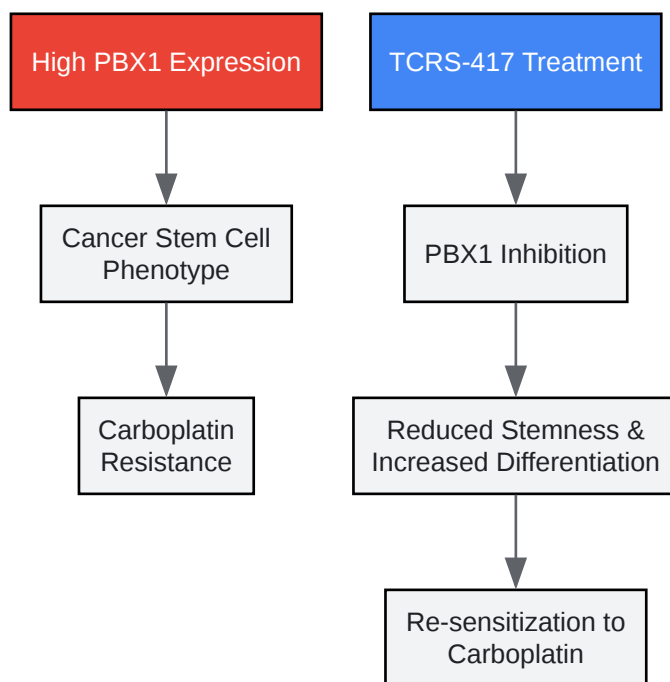 High PBX1 Expression
TCRS-417 Treatment
Cancer Stem Cell
Phenotype
PBX1 Inhibition
Carboplatin
Resistance
Reduced Stemness &
Increased Differentiation
Re-sensitization to
Carboplatin